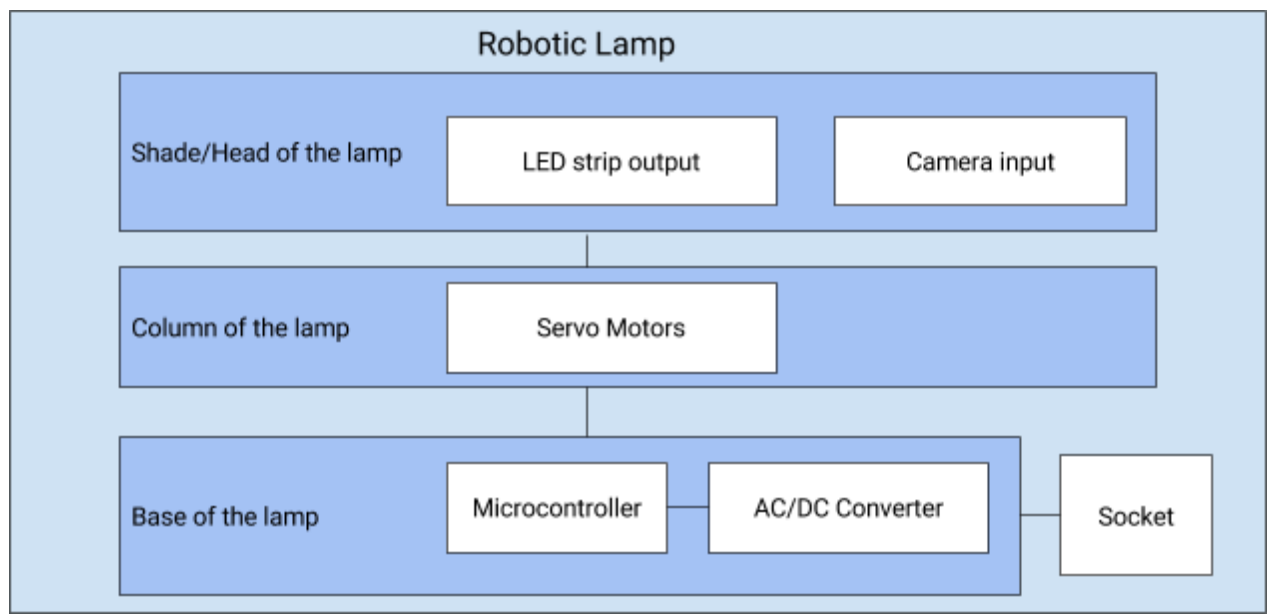 Robotic Lamp
Shade/Head of the lamp
LED strip output
Camera input
Column of the lamp
Servo Motors
Base of the lamp
Microcontroller
AC/DC Converter
Socket